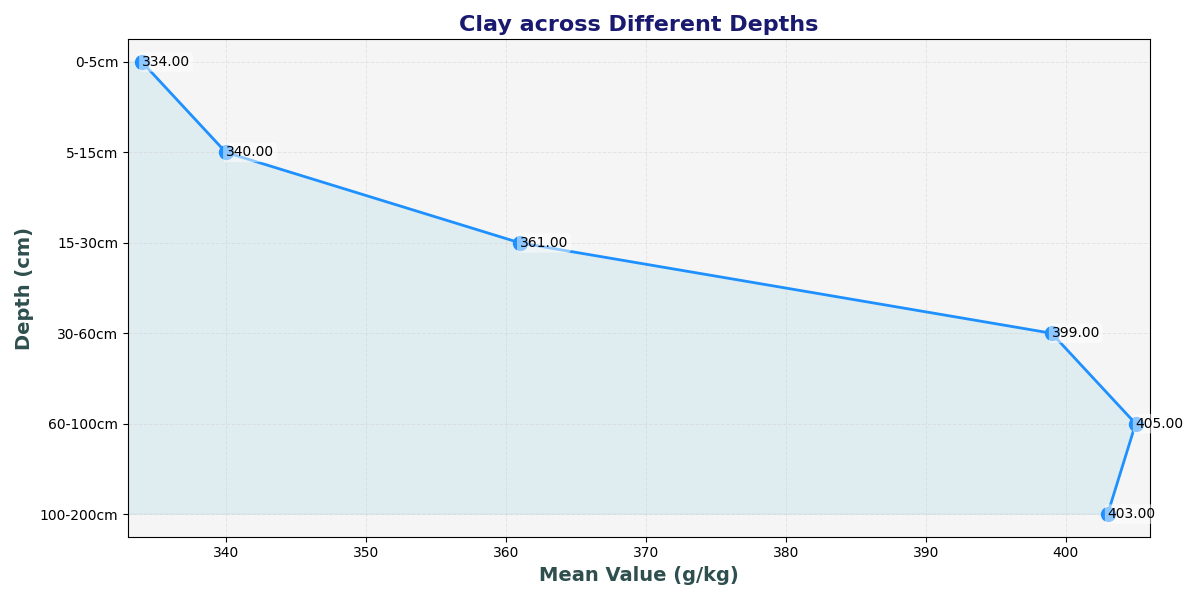 Clay across Different Depths
Depth (cm)
0-5cm
5-15cm
15-30cm
30-60cm
60-100cm
100-200cm
334.00
340.00
361.00
399.00
405.00
403.00
340 350 360 370 380 390 400
Mean Value (g/kg)